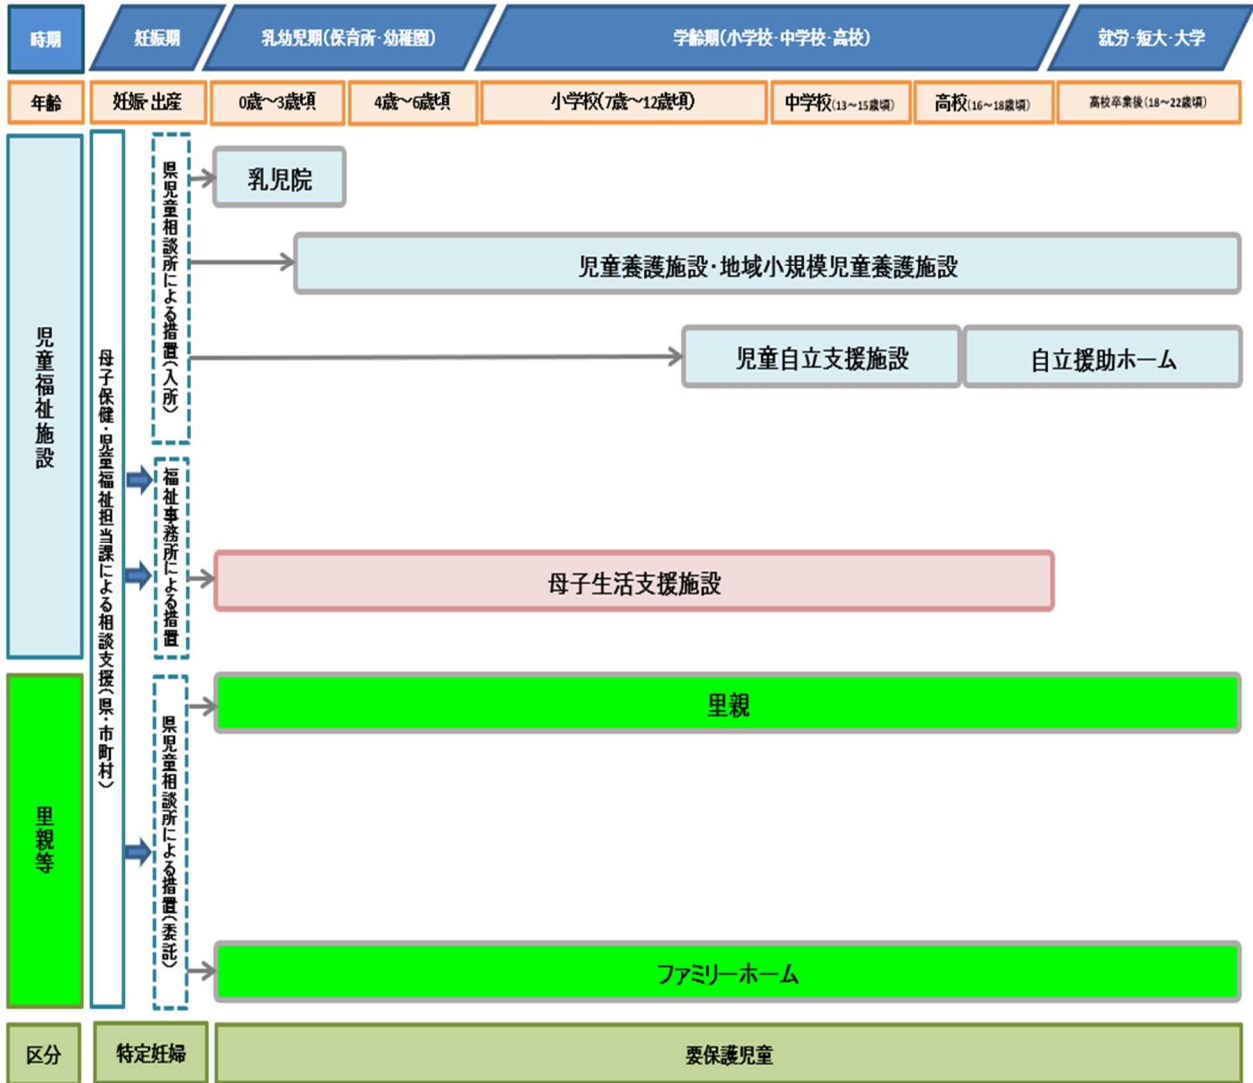 時期
妊娠期
乳幼児期(保育所・幼稚園)
学齢期(小学校・中学校・高校)
就労・短大・大学
年齢
妊娠・出産
0歳～3歳頃
4歳～6歳頃
小学校(7歳～12歳頃)
中学校(13～15歳頃)
高校(16～18歳頃)
高校卒業後(18～22歳頃)
児童福祉施設
母子保健・児童福祉担当課による相談支援(県・市町村)
県児童相談所による措置(入所)
乳児院
児童養護施設・地域小規模児童養護施設
児童自立支援施設
自立援助ホーム
福祉事務所による措置
母子生活支援施設
里親等
県児童相談所による措置(委託)
里親
ファミリーホーム
区分
特定妊婦
要保護児童